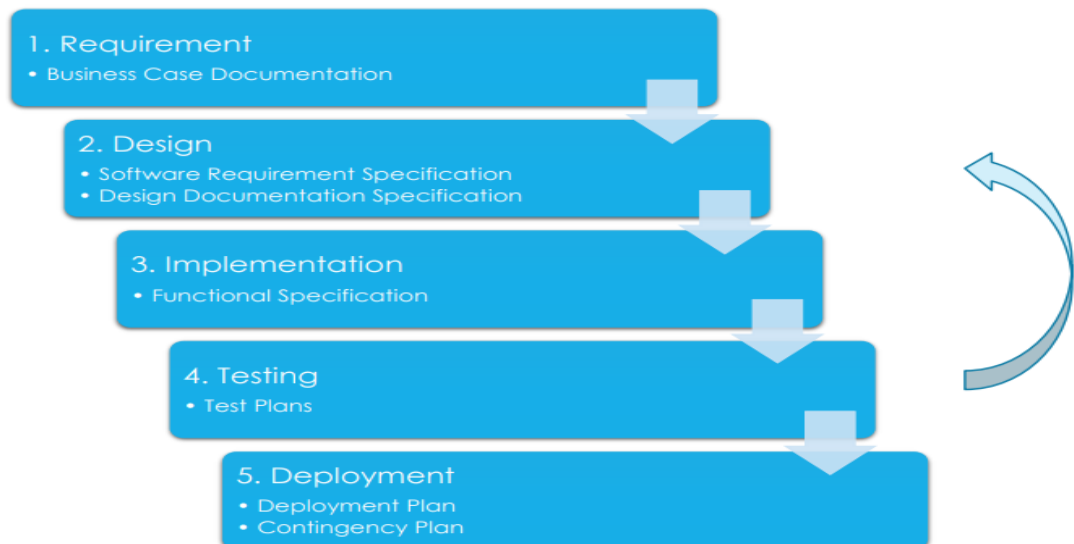 1. Requirement
• Business Case Documentation
2. Design
• Software Requirement Specification
• Design Documentation Specification
3. Implementation
• Functional Specification
4. Testing
• Test Plans
5. Deployment
• Deployment Plan
• Contingency Plan